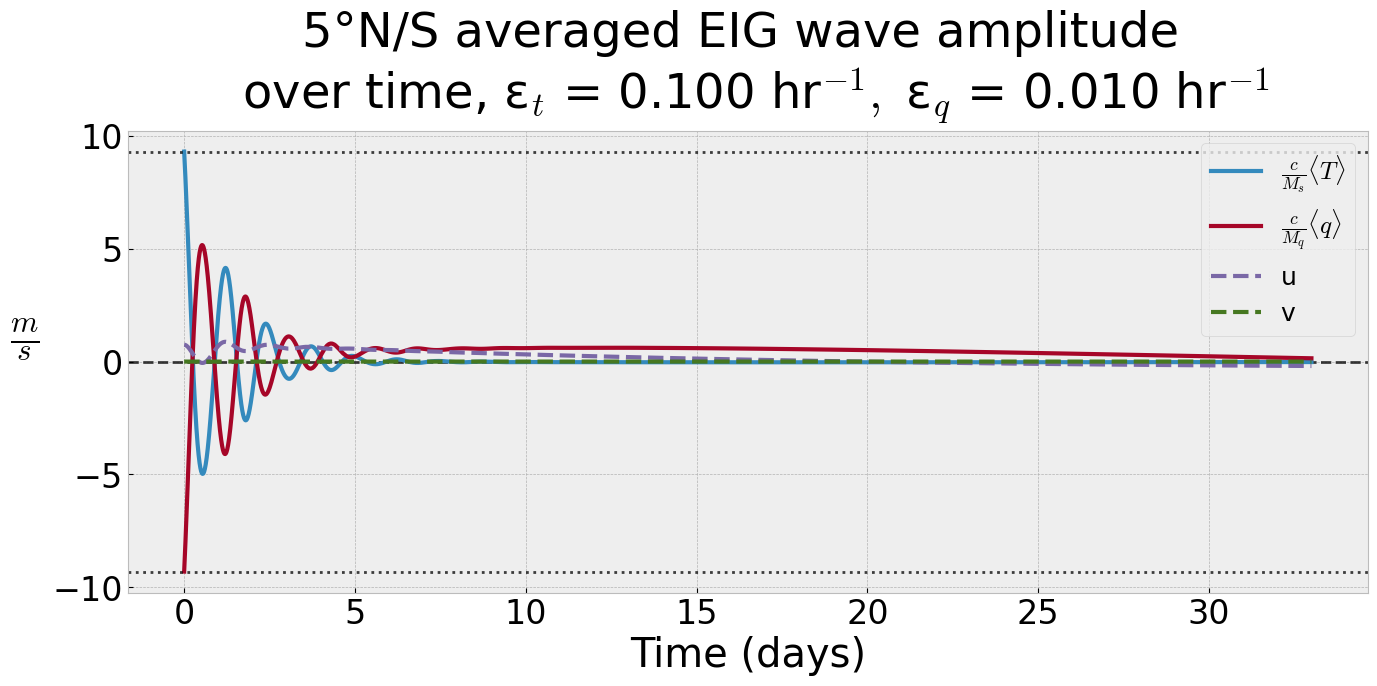 5°N/S averaged EIG wave amplitude
over time, ε_t = 0.100 hr^{−1}, ε_q = 0.010 hr^{−1}
10
5
0
−5
−10
m/s
c/M_s ⟨T⟩
c/M_q ⟨q⟩
u
v
0 5 10 15 20 25 30
Time (days)